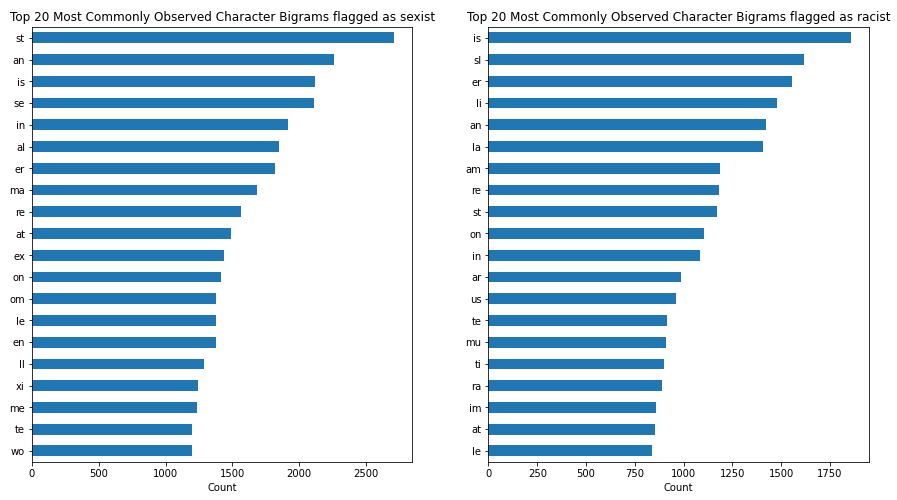 Top 20 Most Commonly Observed Character Bigrams flagged as sexist
st
an
is
se
in
al
er
ma
re
at
ex
on
om
le
en
ll
xi
me
te
wo
0 500 1000 1500 2000 2500
Count
Top 20 Most Commonly Observed Character Bigrams flagged as racist
is
sl
er
li
an
la
am
re
st
on
in
ar
us
te
mu
ti
ra
im
at
le
0 250 500 750 1000 1250 1500 1750
Count